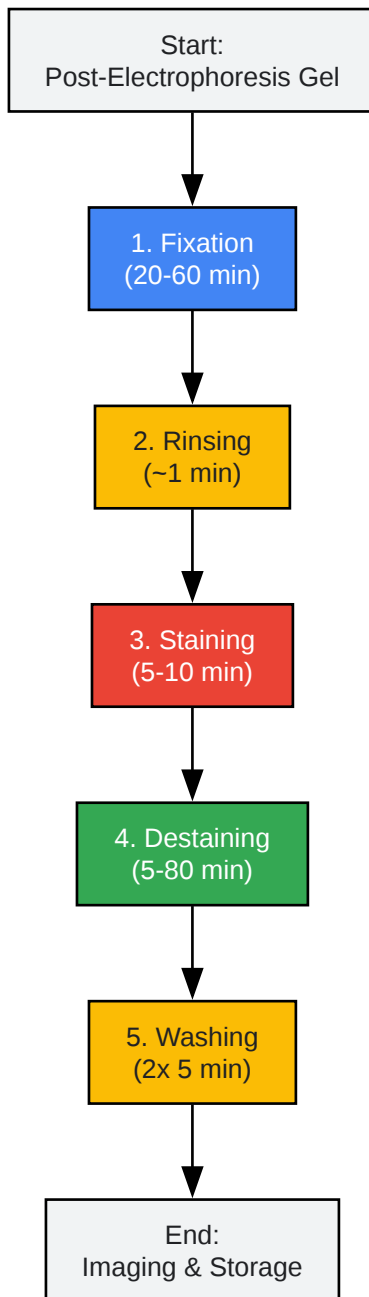 Start:
Post-Electrophoresis Gel
1. Fixation
(20-60 min)
2. Rinsing
(~1 min)
3. Staining
(5-10 min)
4. Destaining
(5-80 min)
5. Washing
(2x 5 min)
End:
Imaging & Storage